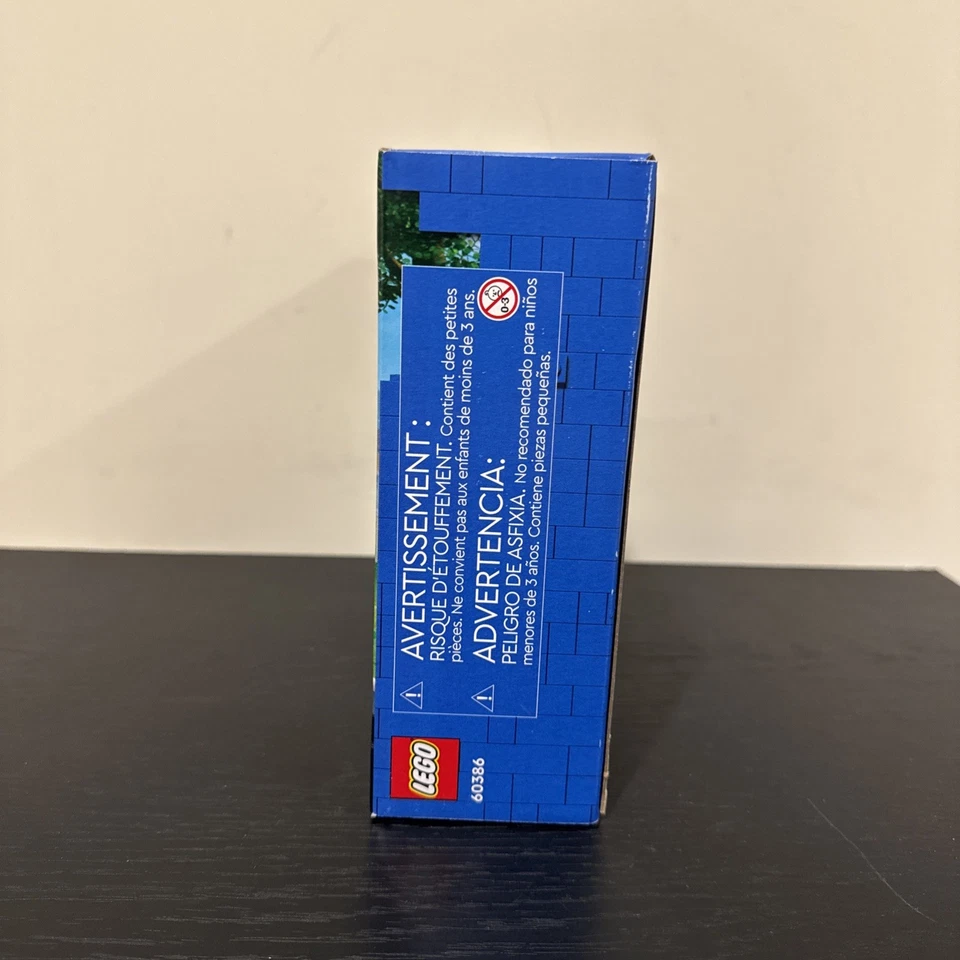 AVERTISSEMENT :
RISQUE D'ÉTOUFFEMENT. Contient des petites
pièces. Ne convient pas aux enfants de moins de 3 ans.
ADVERTENCIA:
PELIGRO DE ASFIXIA. No recomendado para niños
menores de 3 años. Contiene piezas pequeñas.
0-3
LEGO
60386